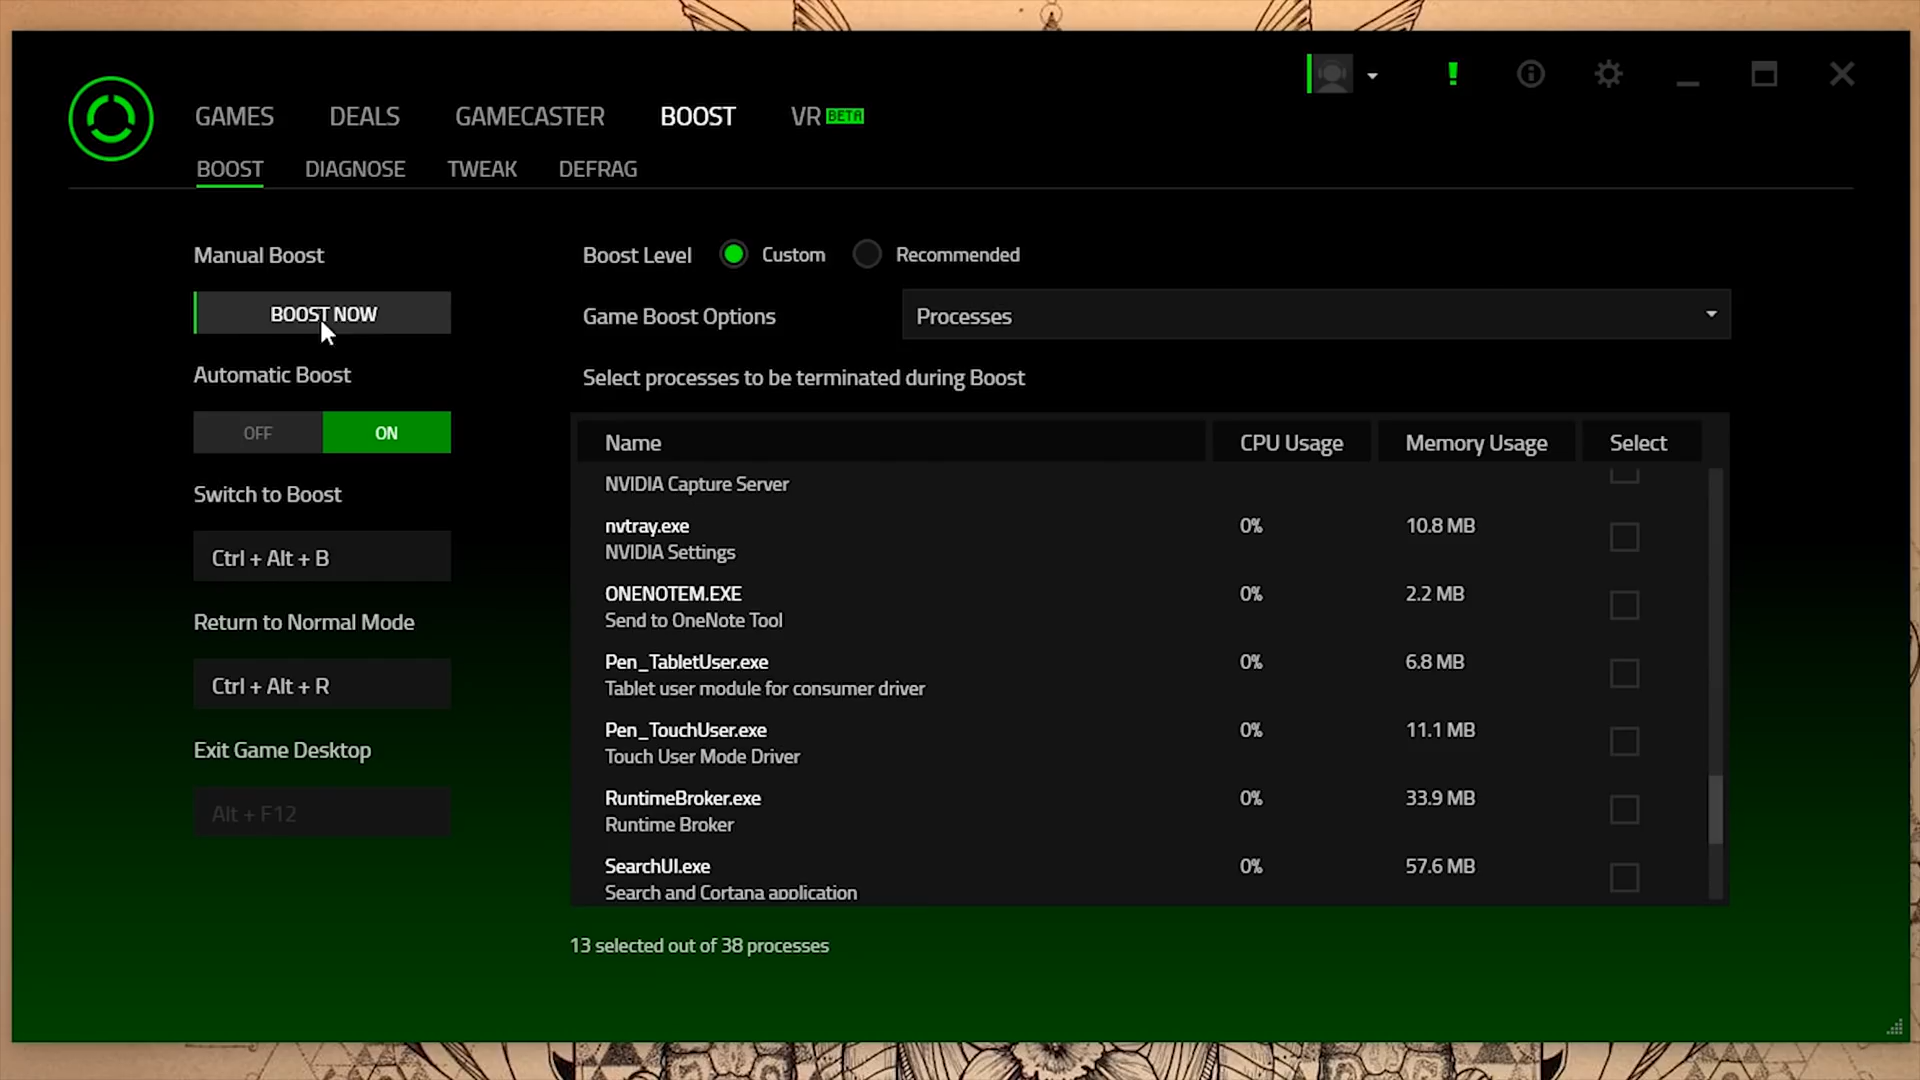 GAMES DEALS GAMECASTER BOOST VR BETA
BOOST DIAGNOSE TWEAK DEFRAG
Manual Boost
BOOST NOW
Automatic Boost
OFF ON
Switch to Boost
Ctrl + Alt + B
Return to Normal Mode
Ctrl + Alt + R
Exit Game Desktop
Alt + F12
Boost Level Custom Recommended
Game Boost Options Processes
Select processes to be terminated during Boost
Name CPU Usage Memory Usage Select
NVIDIA Capture Server
nvtray.exe 0% 10.8 MB
NVIDIA Settings
ONENOTEM.EXE 0% 2.2 MB
Send to OneNote Tool
Pen_TabletUser.exe 0% 6.8 MB
Tablet user module for consumer driver
Pen_TouchUser.exe 0% 11.1 MB
Touch User Mode Driver
RuntimeBroker.exe 0% 33.9 MB
Runtime Broker
SearchUI.exe 0% 57.6 MB
Search and Cortana application
13 selected out of 38 processes